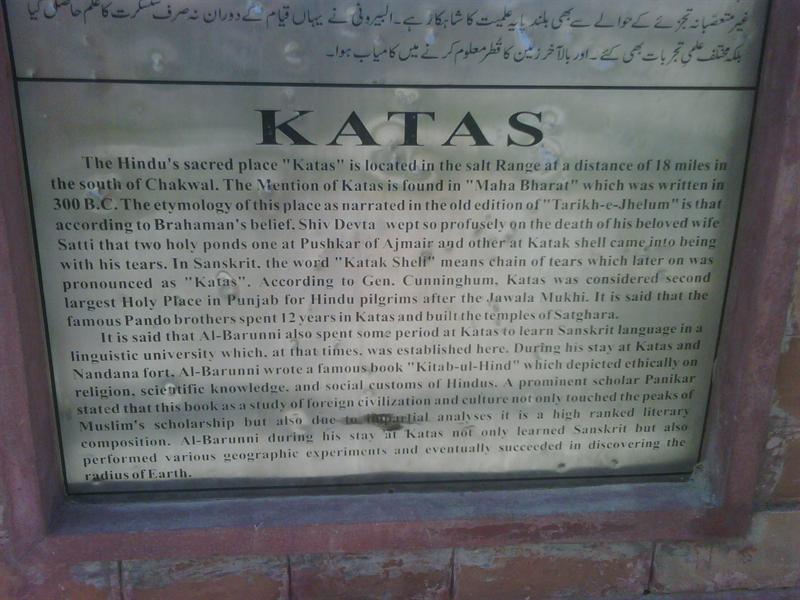 غیر متعصبانہ تجزئے کے حوالے سے بھی بلند پایہ علمیت کا شاہکار ہے۔ البیرونی نے یہاں قیام کے دوران نہ صرف سنسکرت کا علم حاصل کیا
بلکہ مختلف علمی تجربات بھی کئے ۔ اور بالآخر زمین کا قُطر معلوم کرنے میں کامیاب ہوا۔
KATAS
The Hindu's sacred place "Katas" is located in the salt Range at a distance of 18 miles in
the south of Chakwal. The Mention of Katas is found in "Maha Bharat" which was written in
300 B.C. The etymology of this place as narrated in the old edition of "Tarikh-e-Jhelum" is that
according to Brahaman's belief, Shiv Devta wept so profusely on the death of his beloved wife
Satti that two holy ponds one at Pushkar of Ajmair and other at Katak shell came into being
with his tears. In Sanskrit, the word "Katak Shell" means chain of tears which later on was
pronounced as "Katas". According to Gen. Cunninghum, Katas was considered second
largest Holy Place in Punjab for Hindu pilgrims after the Jawala Mukhi. It is said that the
famous Pando brothers spent 12 years in Katas and built the temples of Satghara.
It is said that Al-Barunni also spent some period at Katas to learn Sanskrit language in a
linguistic university which, at that times, was established here. During his stay at Katas and
Nandana fort, Al-Barunni wrote a famous book "Kitab-ul-Hind" which depicted ethically on
religion, scientific knowledge, and social customs of Hindus. A prominent scholar Panikar
stated that this book as a study of foreign civilization and culture not only touched the peaks of
Muslim's scholarship but also due to impartial analyses it is a high ranked literary
composition. Al-Barunni during his stay at Katas not only learned Sanskrit but also
performed various geographic experiments and eventually succeeded in discovering the
radius of Earth.